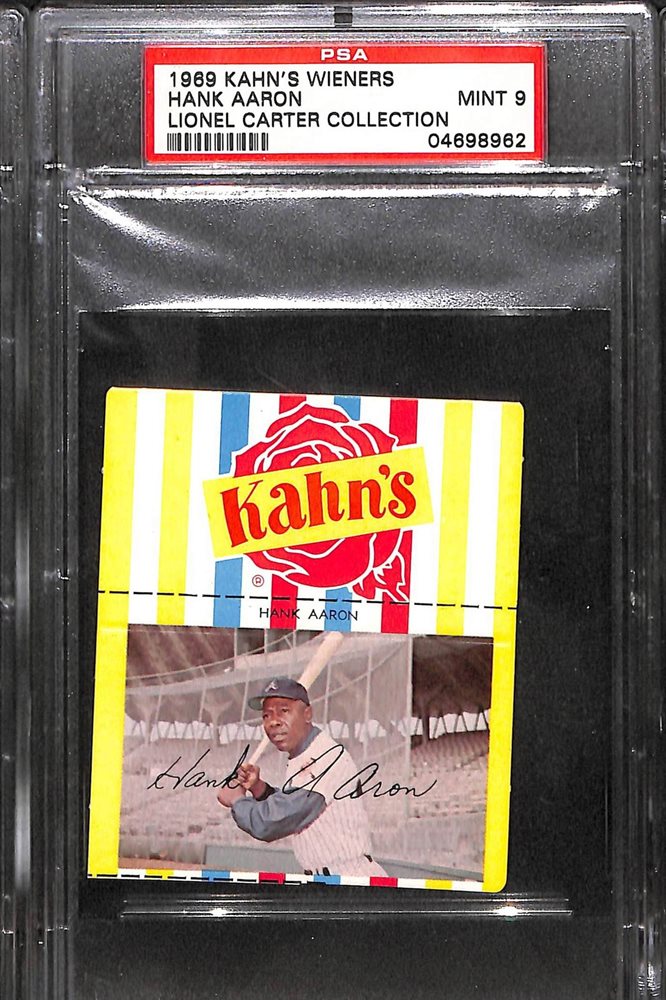 PSA
1969 KAHN'S WIENERS
HANK AARON MINT 9
LIONEL CARTER COLLECTION
04698962
Kahn's
®
HANK AARON
A
Hank Aaron